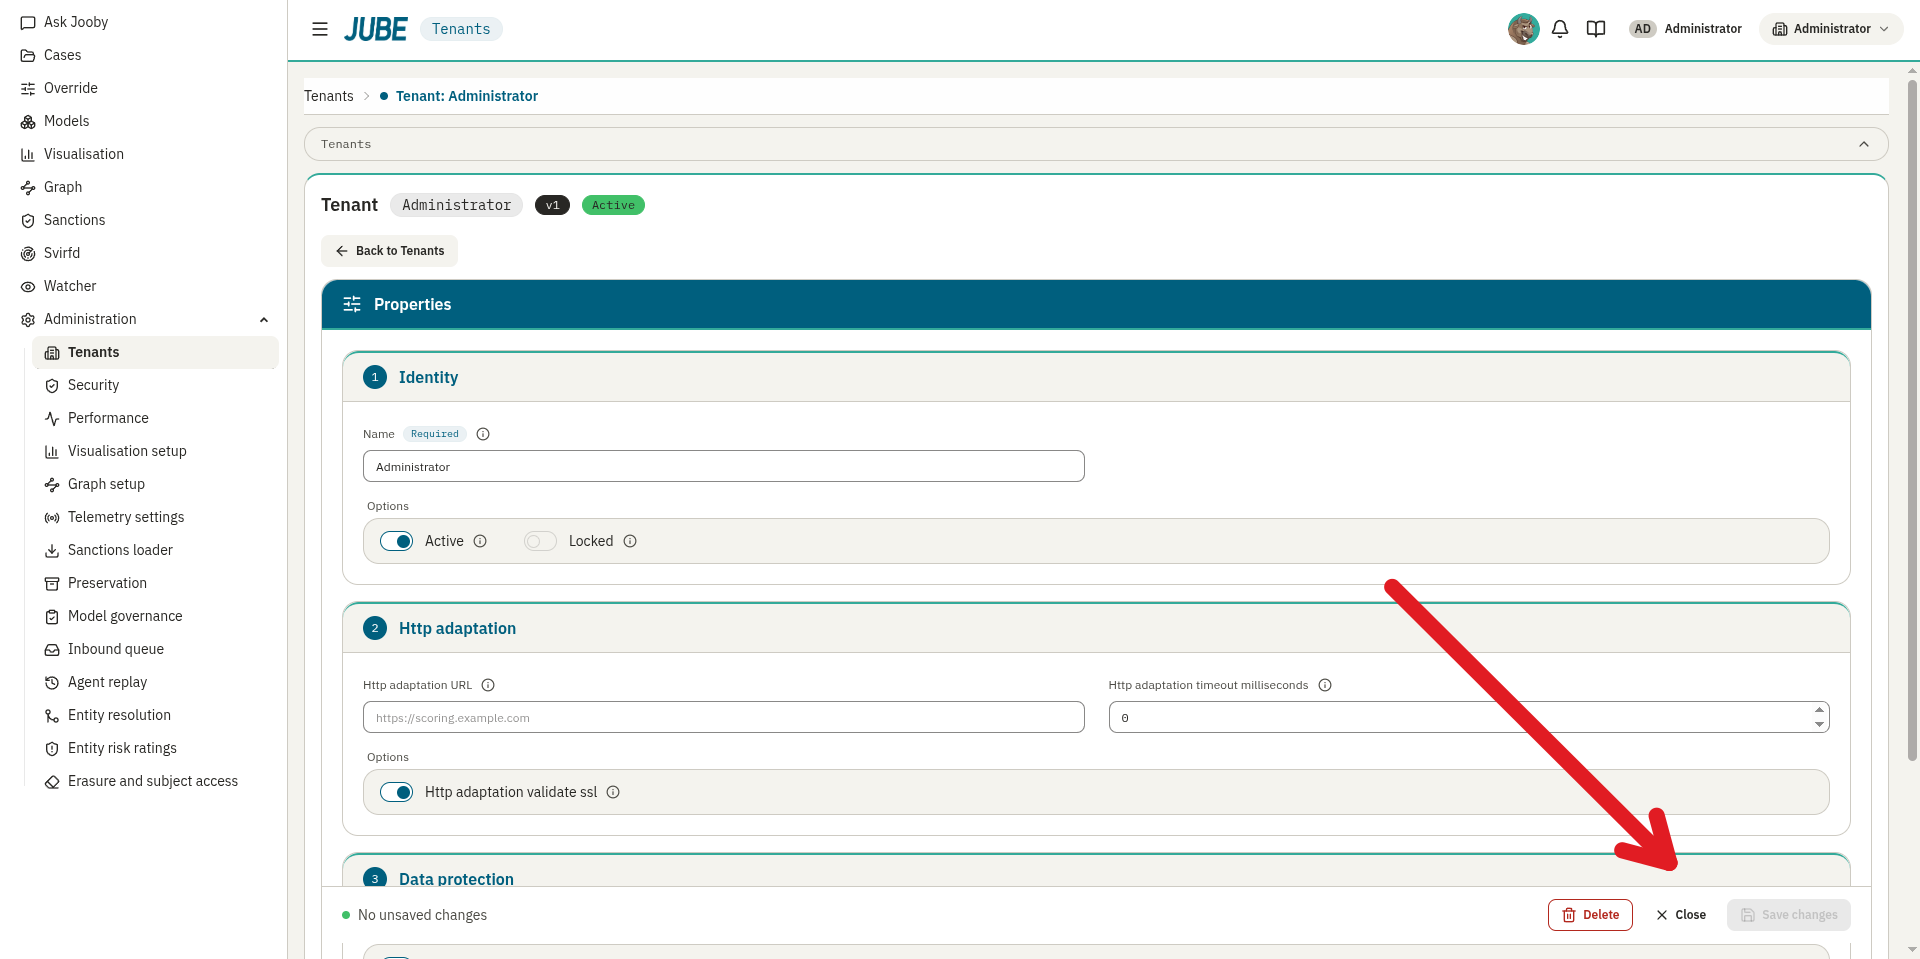 Ask Jooby
Cases
Override
Models
Visualisation
Graph
Sanctions
Svirfd
Watcher
Administration
Tenants
Security
Performance
Visualisation setup
Graph setup
Telemetry settings
Sanctions loader
Preservation
Model governance
Inbound queue
Agent replay
Entity resolution
Entity risk ratings
Erasure and subject access
JUBE Tenants
AD Administrator Administrator
Tenants Tenant: Administrator
Tenants
Tenant Administrator v1 Active
Back to Tenants
Properties
1 Identity
Name Required
Administrator
Options
Active Locked
2 Http adaptation
Http adaptation URL Http adaptation timeout milliseconds
https://scoring.example.com 0
Options
Http adaptation validate ssl
3 Data protection
No unsaved changes Delete Close Save changes